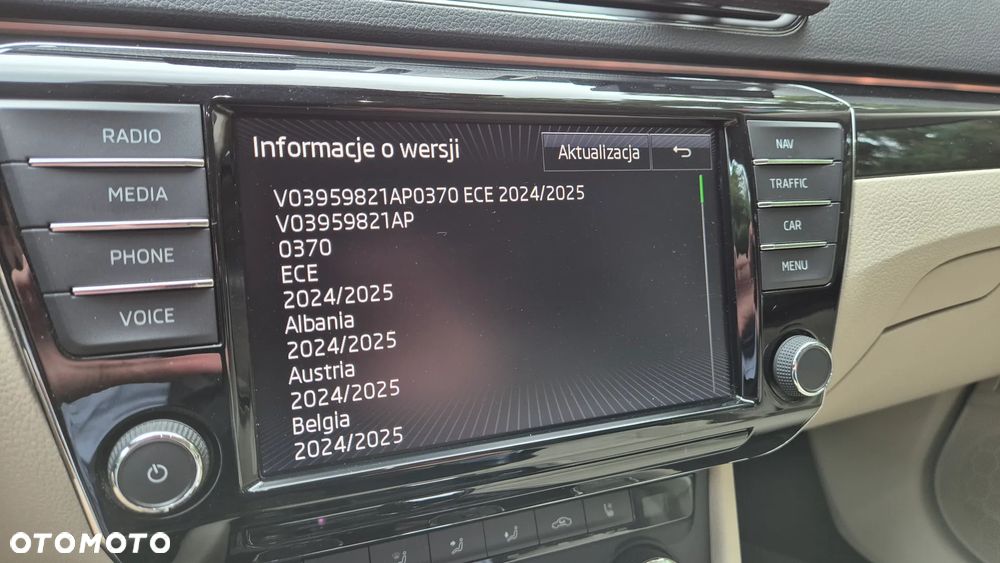 RADIO
MEDIA
PHONE
VOICE
Informacje o wersji
Aktualizacja
V03959821AP0370 ECE 2024/2025
V03959821AP
0370
ECE
2024/2025
Albania
2024/2025
Austria
2024/2025
Belgia
2024/2025
NAV
TRAFFIC
CAR
MENU
OTOMOTO